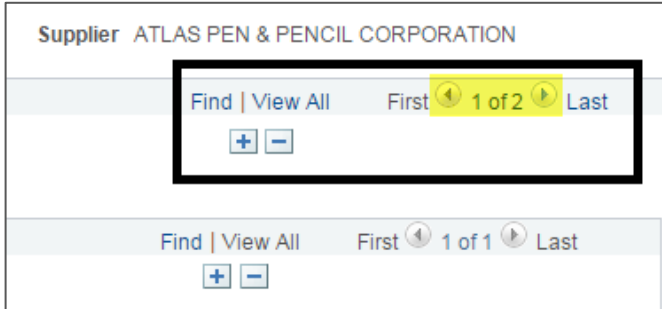 Supplier ATLAS PEN & PENCIL CORPORATION
Find | View All First 1 of 2 Last
+ −
Find | View All First 1 of 1 Last
+ −